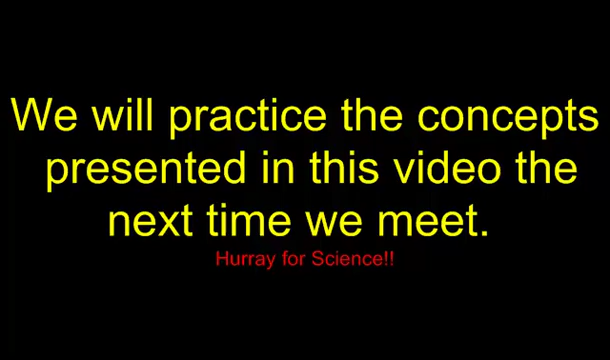 We will practice the concepts
presented in this video the
next time we meet.
Hurray for Science!!